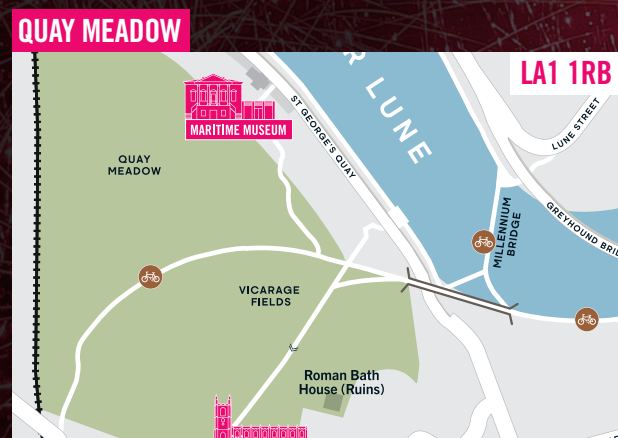 QUAY MEADOW
LA1 1RB
R LUNE
MARITIME MUSEUM
ST GEORGE'S QUAY
LUNE STREET
QUAY
MEADOW
MILLENNIUM
BRIDGE
GREYHOUND BRI
VICARAGE
FIELDS
Roman Bath
House (Ruins)